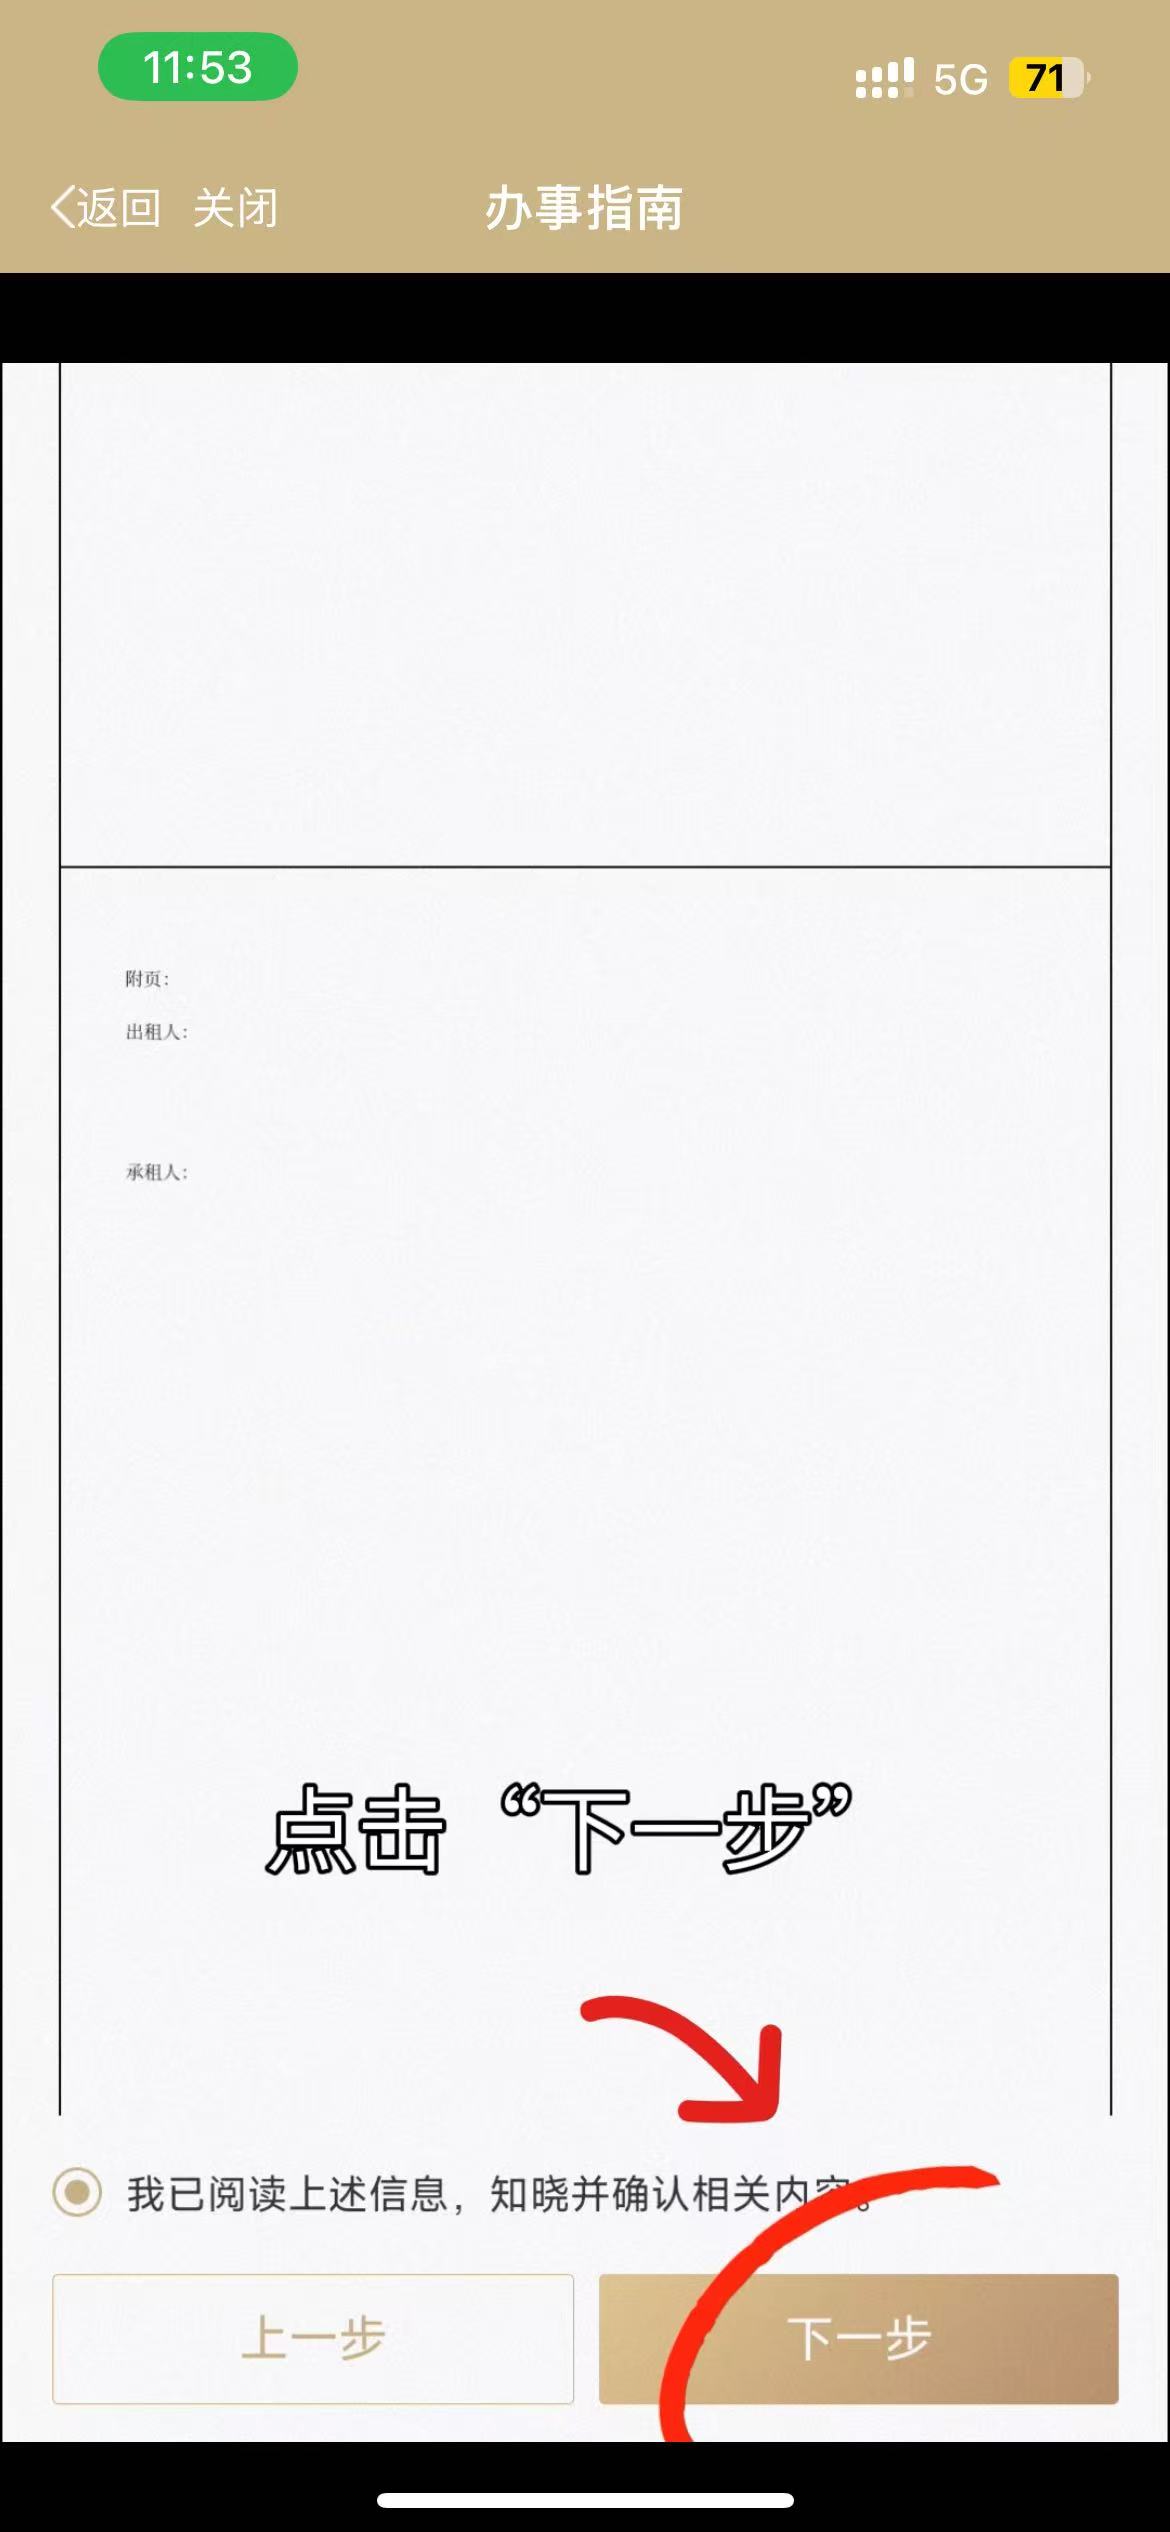 11:53
5G 71
返回 关闭 办事指南
附页：
出租人：
承租人：
点击“下一步”
我已阅读上述信息，知晓并确认相关内容。
上一步 下一步